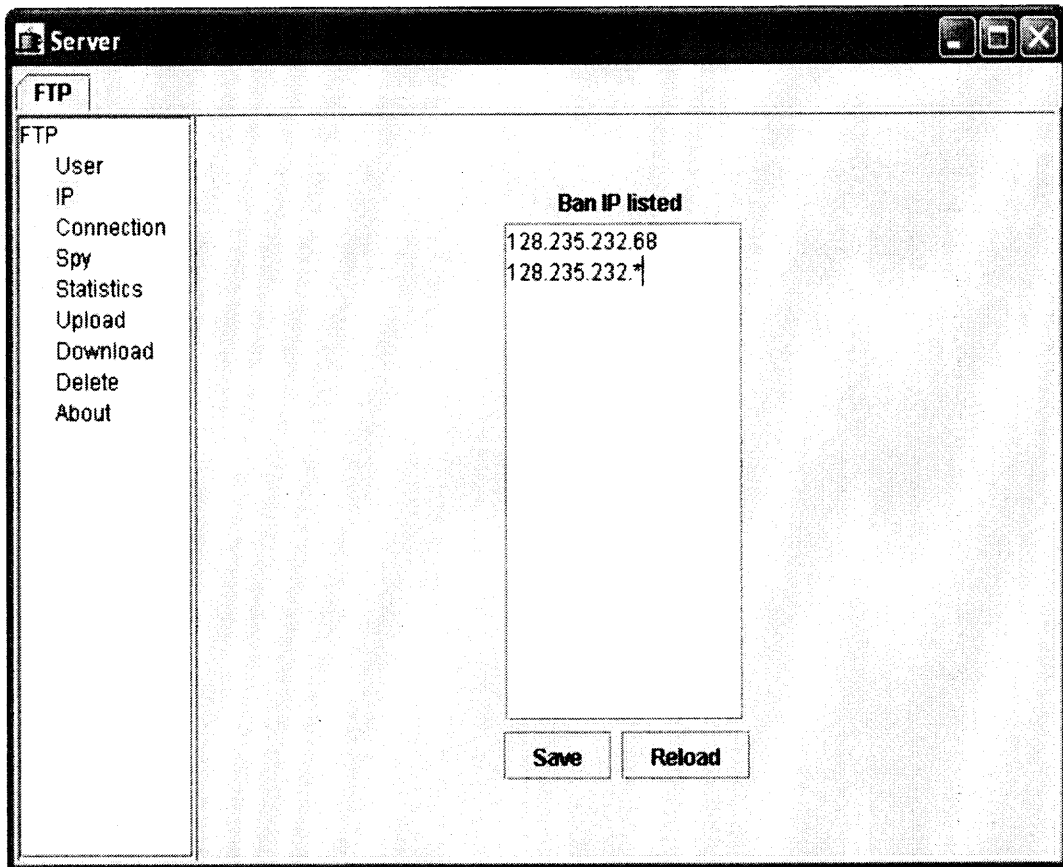 Server
FTP
FTP
User
IP
Connection
Spy
Statistics
Upload
Download
Delete
About
Ban IP listed
128.235.232.68
128.235.232.*
Save Reload